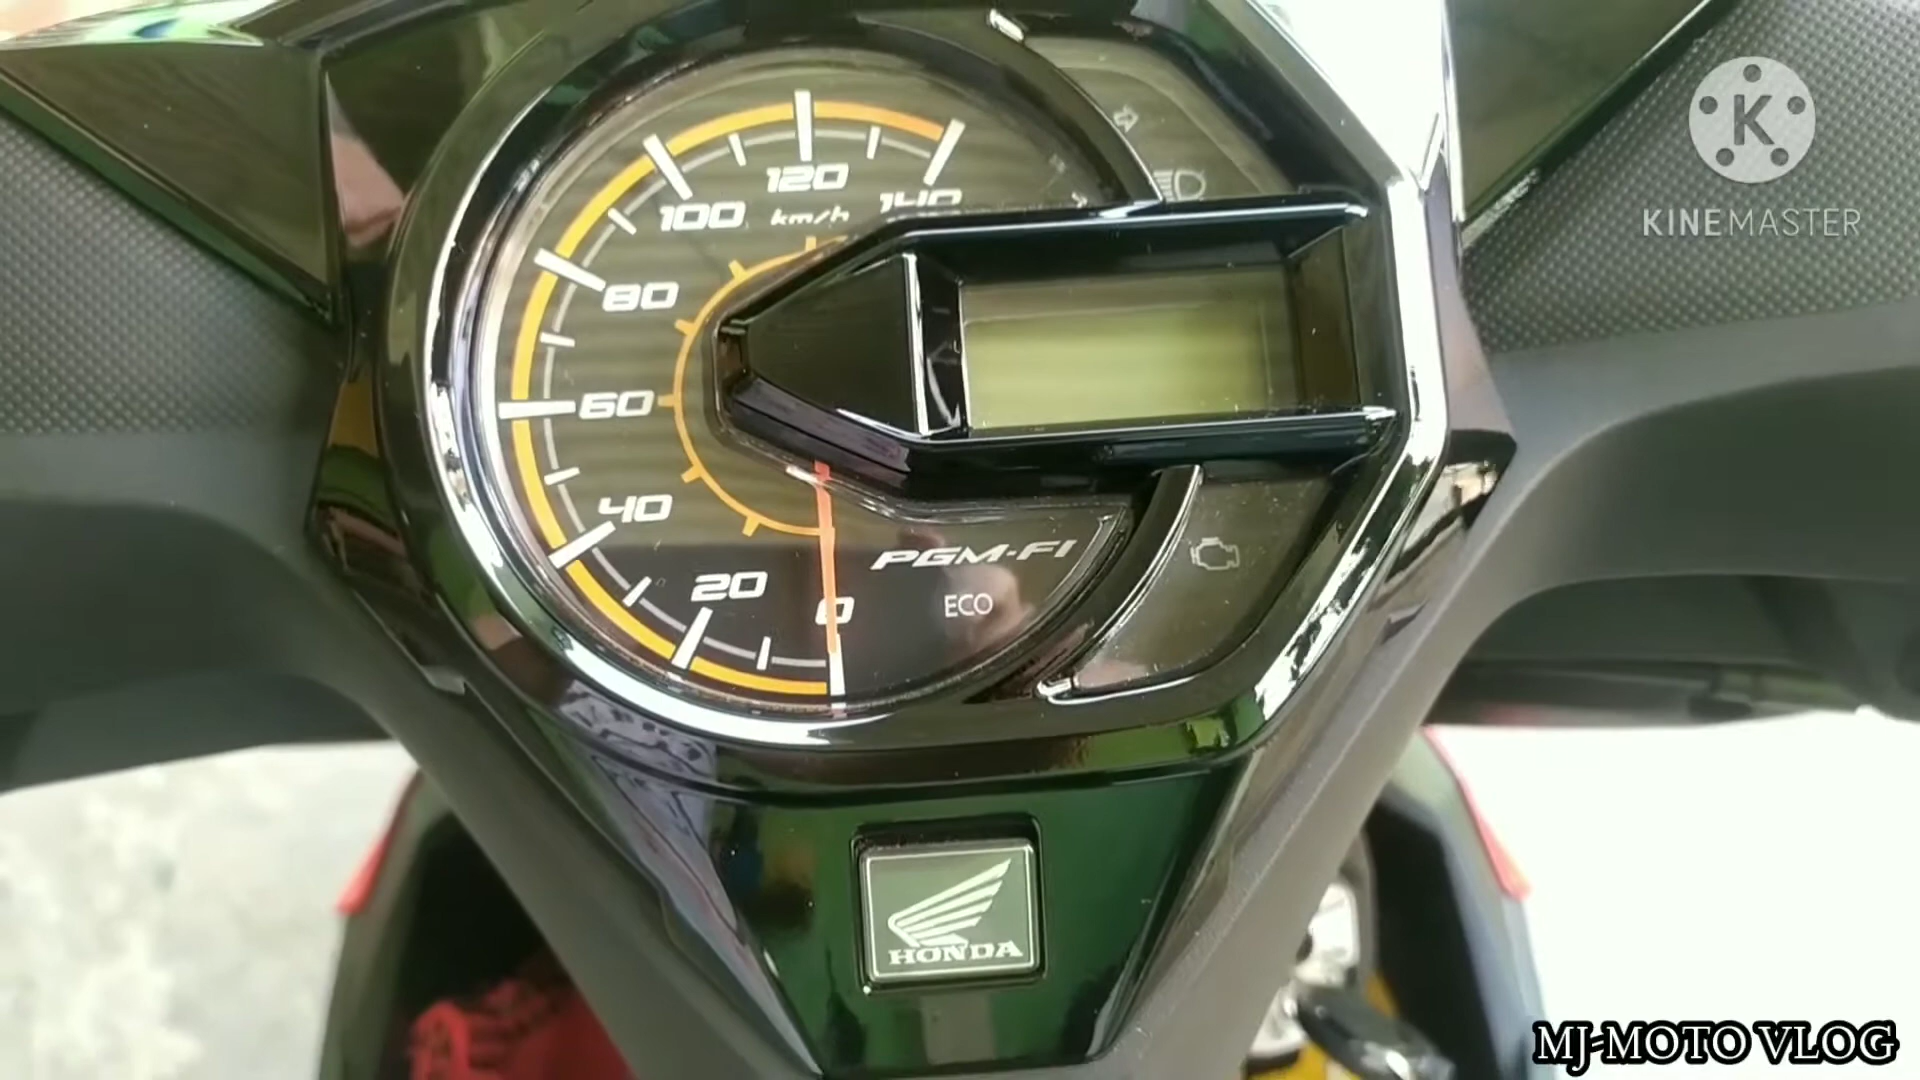 120
100
km/h
140
80
60
40
20
0
PGM-FI
ECO
HONDA
K
KINEMASTER
MJ-MOTO VLOG